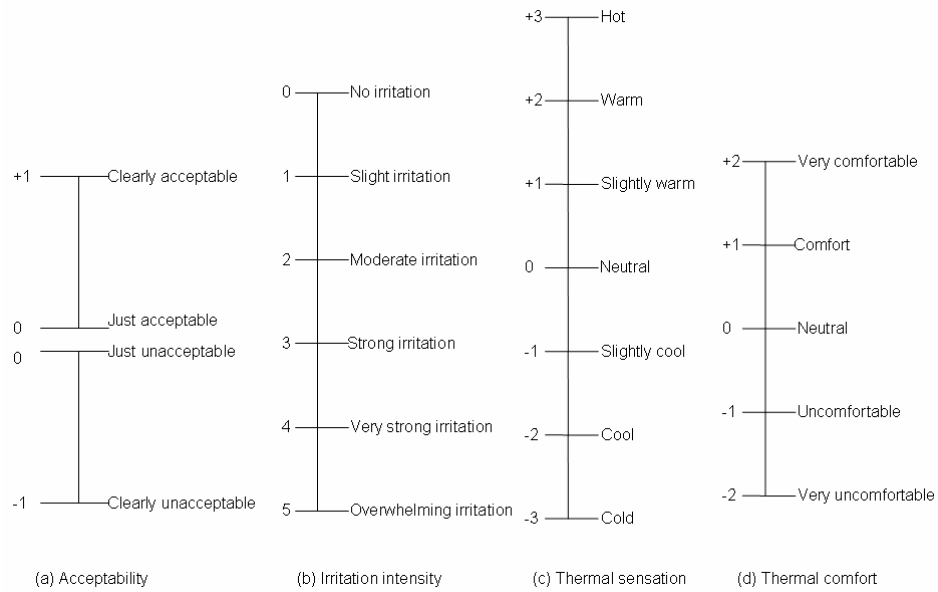 +1 Clearly acceptable
0 Just acceptable
0 Just unacceptable
-1 Clearly unacceptable
(a) Acceptability
0 No irritation
1 Slight irritation
2 Moderate irritation
3 Strong irritation
4 Very strong irritation
5 Overwhelming irritation
(b) Irritation intensity
+3 Hot
+2 Warm
+1 Slightly warm
0 Neutral
-1 Slightly cool
-2 Cool
-3 Cold
(c) Thermal sensation
+2 Very comfortable
+1 Comfort
0 Neutral
-1 Uncomfortable
-2 Very uncomfortable
(d) Thermal comfort